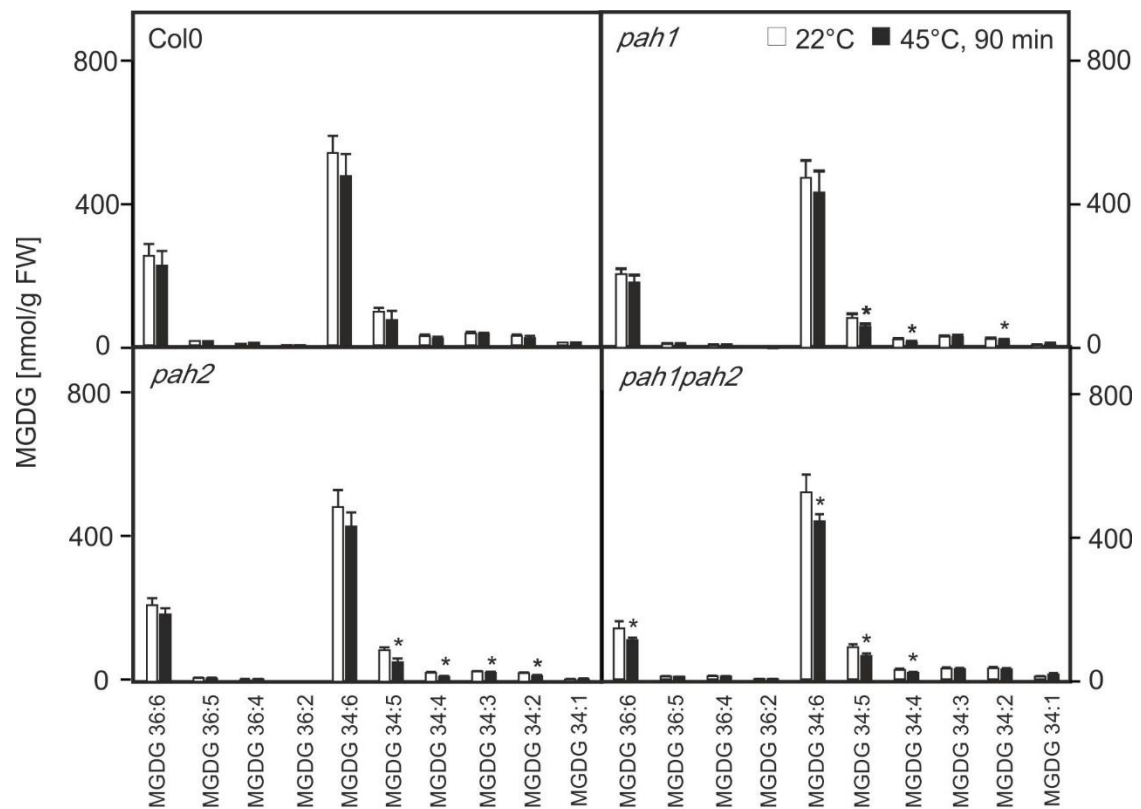 Col0
pah1
22°C
45°C, 90 min
800
800
400
400
0
0
MGDG [nmol/g FW]
pah2
pah1pah2
800
800
400
400
0
0
*
*
*
*
*
*
*
*
*
*
*
MGDG 36:6
MGDG 36:5
MGDG 36:4
MGDG 36:2
MGDG 34:6
MGDG 34:5
MGDG 34:4
MGDG 34:3
MGDG 34:2
MGDG 34:1
MGDG 36:6
MGDG 36:5
MGDG 36:4
MGDG 36:2
MGDG 34:6
MGDG 34:5
MGDG 34:4
MGDG 34:3
MGDG 34:2
MGDG 34:1